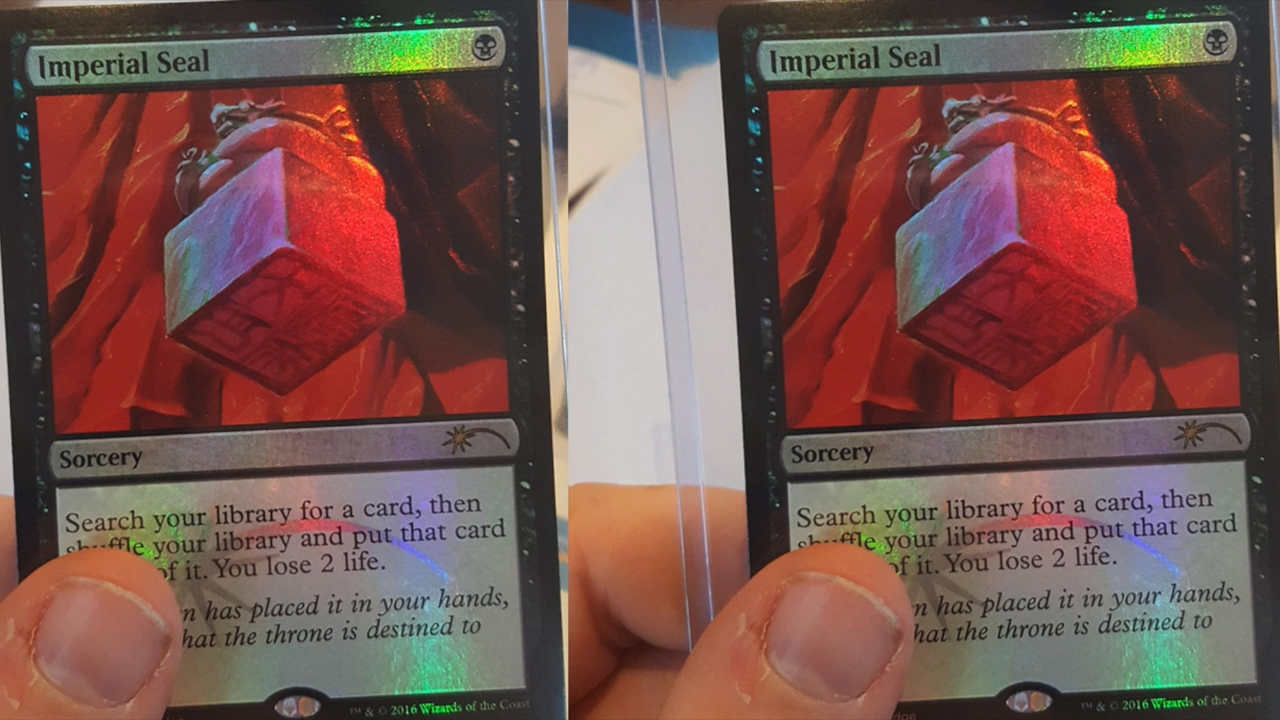 Imperial Seal
Sorcery
Search your library for a card, then
your library and put that card
of it. You lose 2 life.
has placed it in your hands,
the throne is destined to
™ & © 2016 Wizards of the Coast
Imperial Seal
Sorcery
Search your library for a card, then
your library and put that card
of it. You lose 2 life.
has placed it in your hands,
the throne is destined to
™ & © 2016 Wizards of the Coast